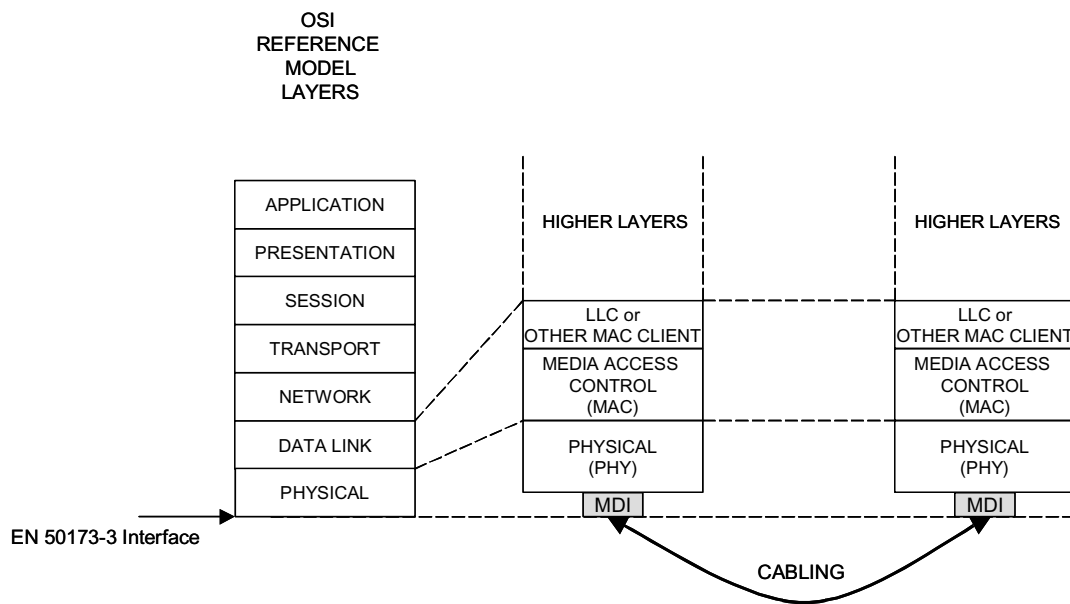 OSI
REFERENCE
MODEL
LAYERS
APPLICATION
PRESENTATION
SESSION
TRANSPORT
NETWORK
DATA LINK
PHYSICAL
EN 50173-3 Interface
HIGHER LAYERS
LLC or
OTHER MAC CLIENT
MEDIA ACCESS
CONTROL
(MAC)
PHYSICAL
(PHY)
MDI
HIGHER LAYERS
LLC or
OTHER MAC CLIENT
MEDIA ACCESS
CONTROL
(MAC)
PHYSICAL
(PHY)
MDI
CABLING